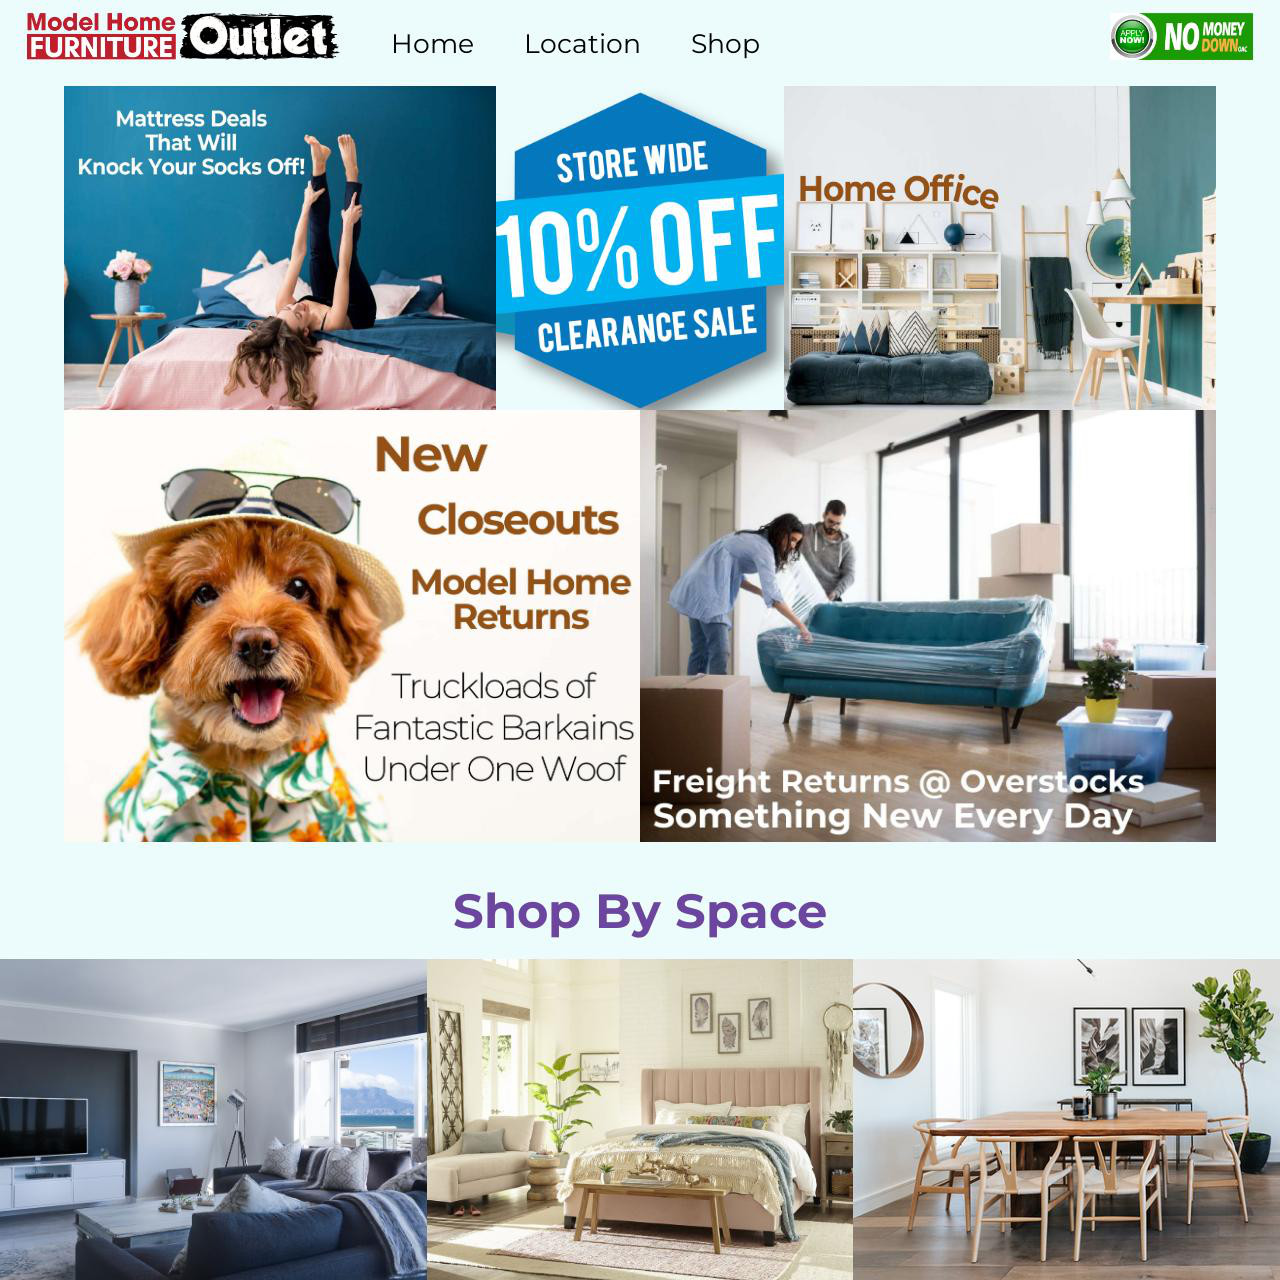 Model Home
FURNITURE Outlet
Home
Location
Shop
APPLY
NOW!
NO MONEY
DOWN OAC
Mattress Deals
That Will
Knock Your Socks Off!
STORE WIDE
10% OFF
CLEARANCE SALE
Home Office
New
Closeouts
Model Home
Returns
Truckloads of
Fantastic Barkains
Under One Woof
Freight Returns @ Overstocks
Something New Every Day
Shop By Space